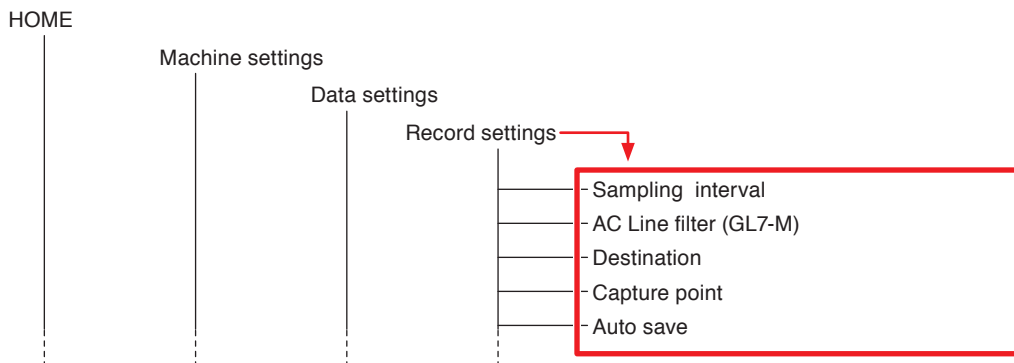 HOME
Machine settings
Data settings
Record settings
Sampling interval
AC Line filter (GL7-M)
Destination
Capture point
Auto save